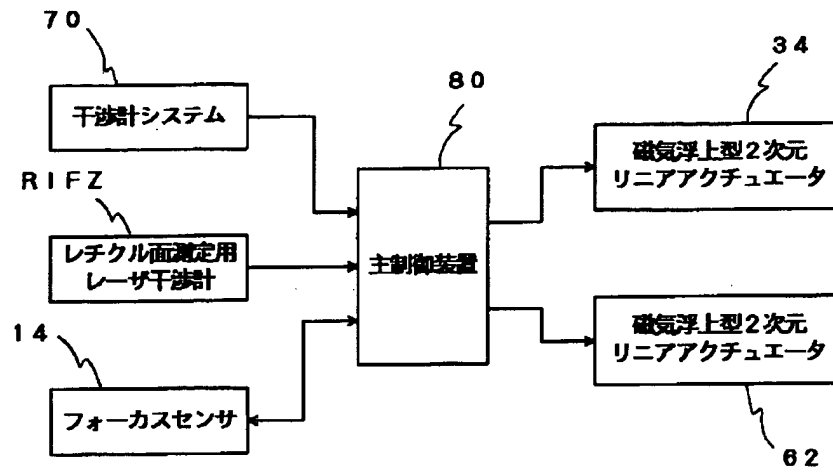 70
干渉計システム
RIFZ
レチクル面測定用
レーザ干渉計
14
フォーカスセンサ
80
主制御装置
34
磁気浮上型2次元
リニアアクチュエータ
磁気浮上型2次元
リニアアクチュエータ
62